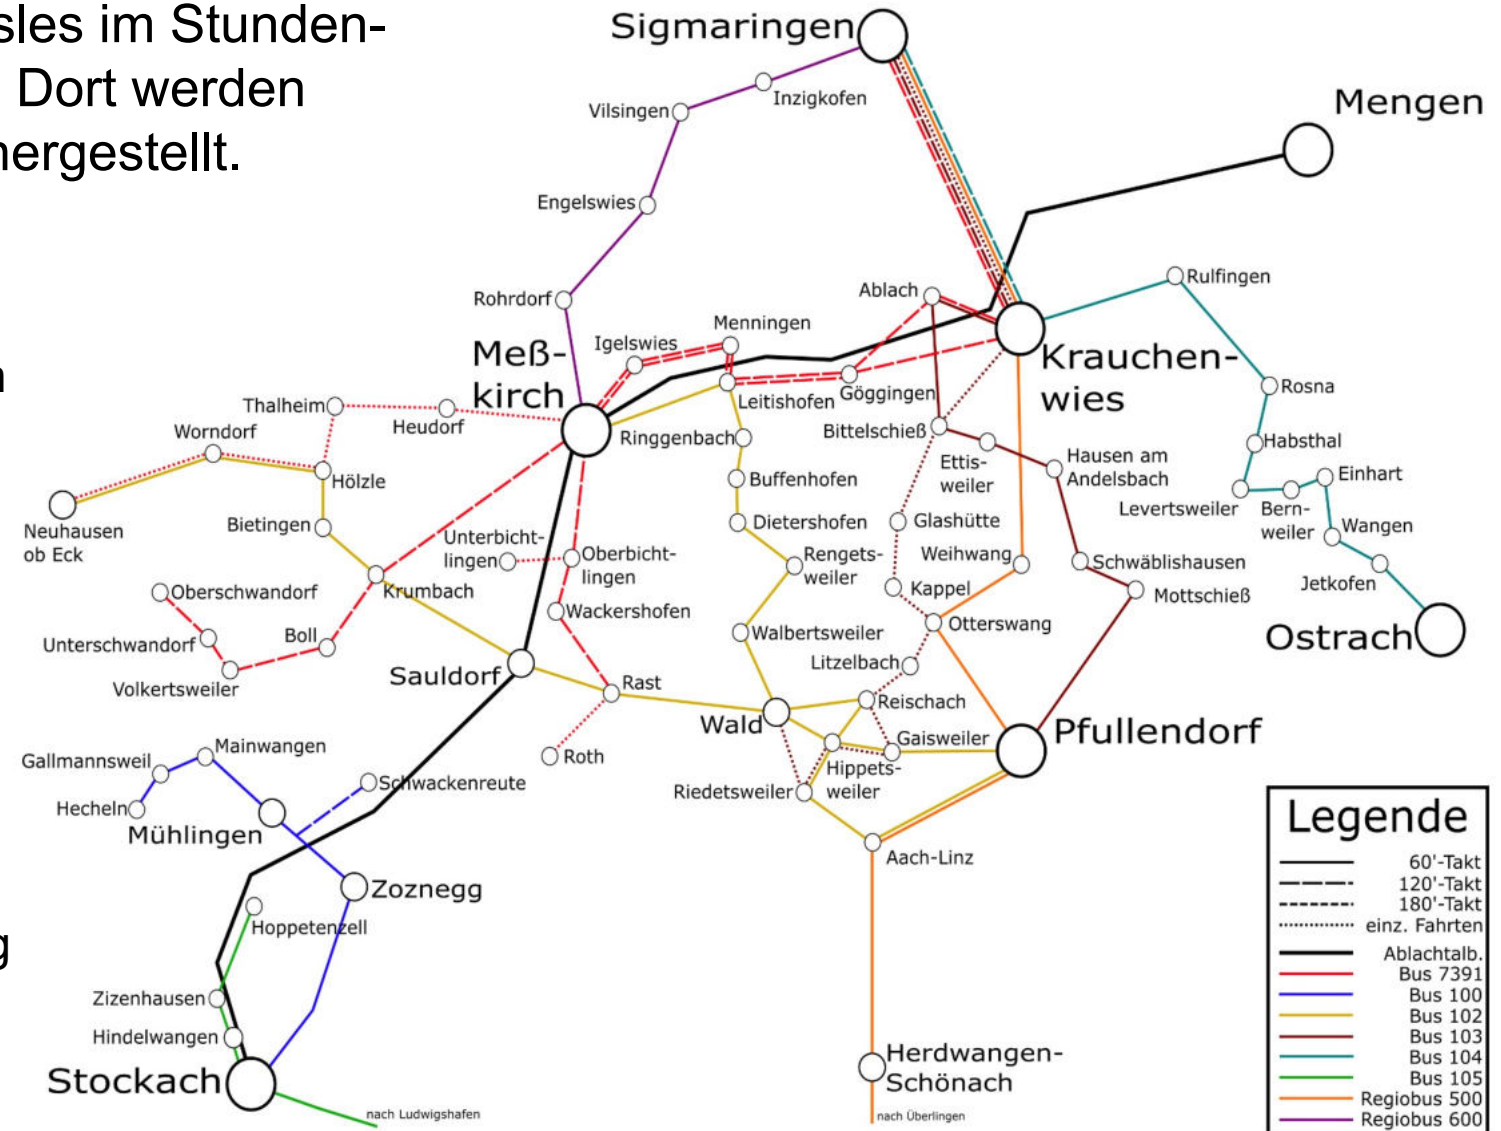 sles im Stunden-
Dort werden
hergestellt.
n
g
Sigmaringen
Mengen
Inzigkofen
Vilsingen
Engelswies
Rohrdorf
Ablach
Rulfingen
Menningen
Igelswies
Meß-
kirch
Krauchen-
wies
Leitishofen
Göggingen
Rosna
Thalheim
Heudorf
Worndorf
Hölzle
Ringgenbach
Bittelschieß
Ettis-
weiler
Hausen am
Andelsbach
Habsthal
Einhart
Levertsweiler
Bern-
weiler
Wangen
Jetkofen
Ostrach
Neuhausen
ob Eck
Bietingen
Buffenhofen
Dietershofen
Glashütte
Weihwang
Schwäblishausen
Mottschieß
Unterbicht-
lingen
Oberbicht-
lingen
Rengets-
weiler
Kappel
Otterswang
Oberschwandorf
Krumbach
Wackershofen
Unterschwandorf
Boll
Volkertsweiler
Walbertsweiler
Litzelbach
Sauldorf
Rast
Wald
Reischach
Gaisweiler
Pfullendorf
Roth
Hippets-
weiler
Riedetsweiler
Aach-Linz
Mainwangen
Gallmannsweil
Hecheln
Mühlingen
Schwackenreute
Zoznegg
Hoppetenzell
Zizenhausen
Hindelwangen
Stockach
nach Ludwigshafen
Herdwangen-
Schönach
nach Überlingen
Legende
60'-Takt
120'-Takt
180'-Takt
einz. Fahrten
Ablachtalb.
Bus 7391
Bus 100
Bus 102
Bus 103
Bus 104
Bus 105
Regiobus 500
Regiobus 600